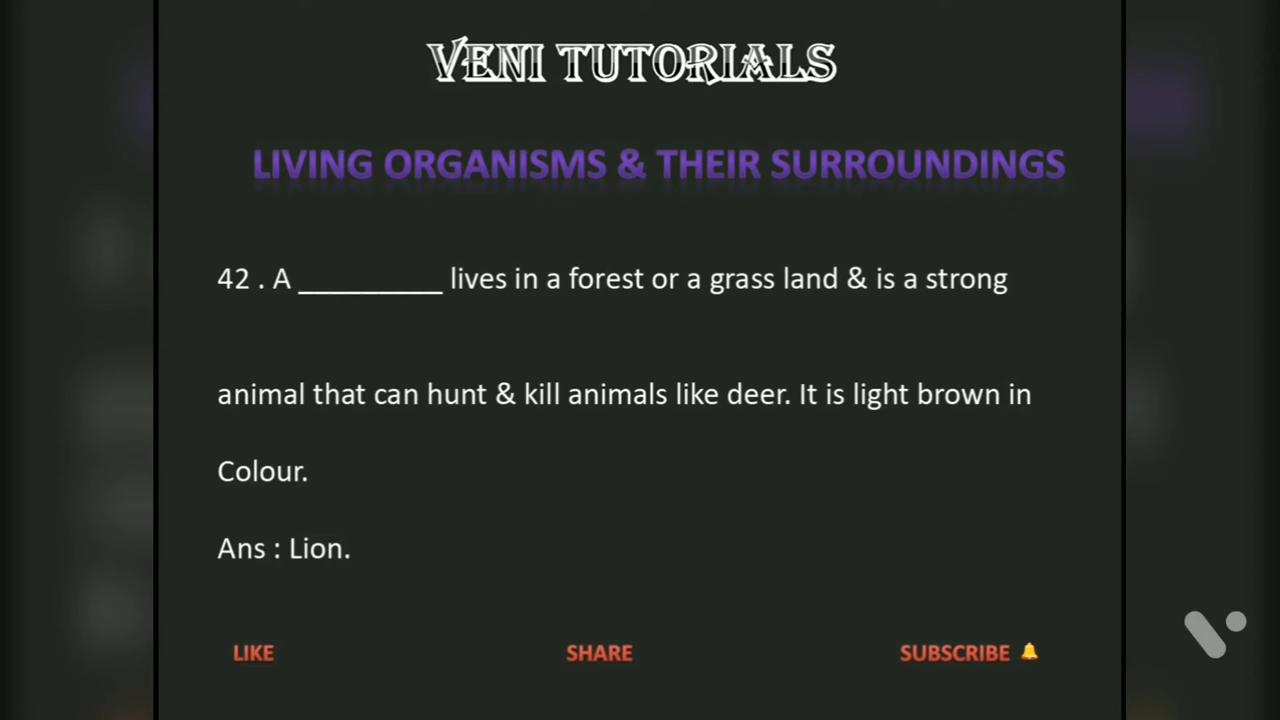 VENI TUTORIALS
LIVING ORGANISMS & THEIR SURROUNDINGS
42 . A _________ lives in a forest or a grass land & is a strong
animal that can hunt & kill animals like deer. It is light brown in
Colour.
Ans : Lion.
LIKE SHARE SUBSCRIBE 🔔